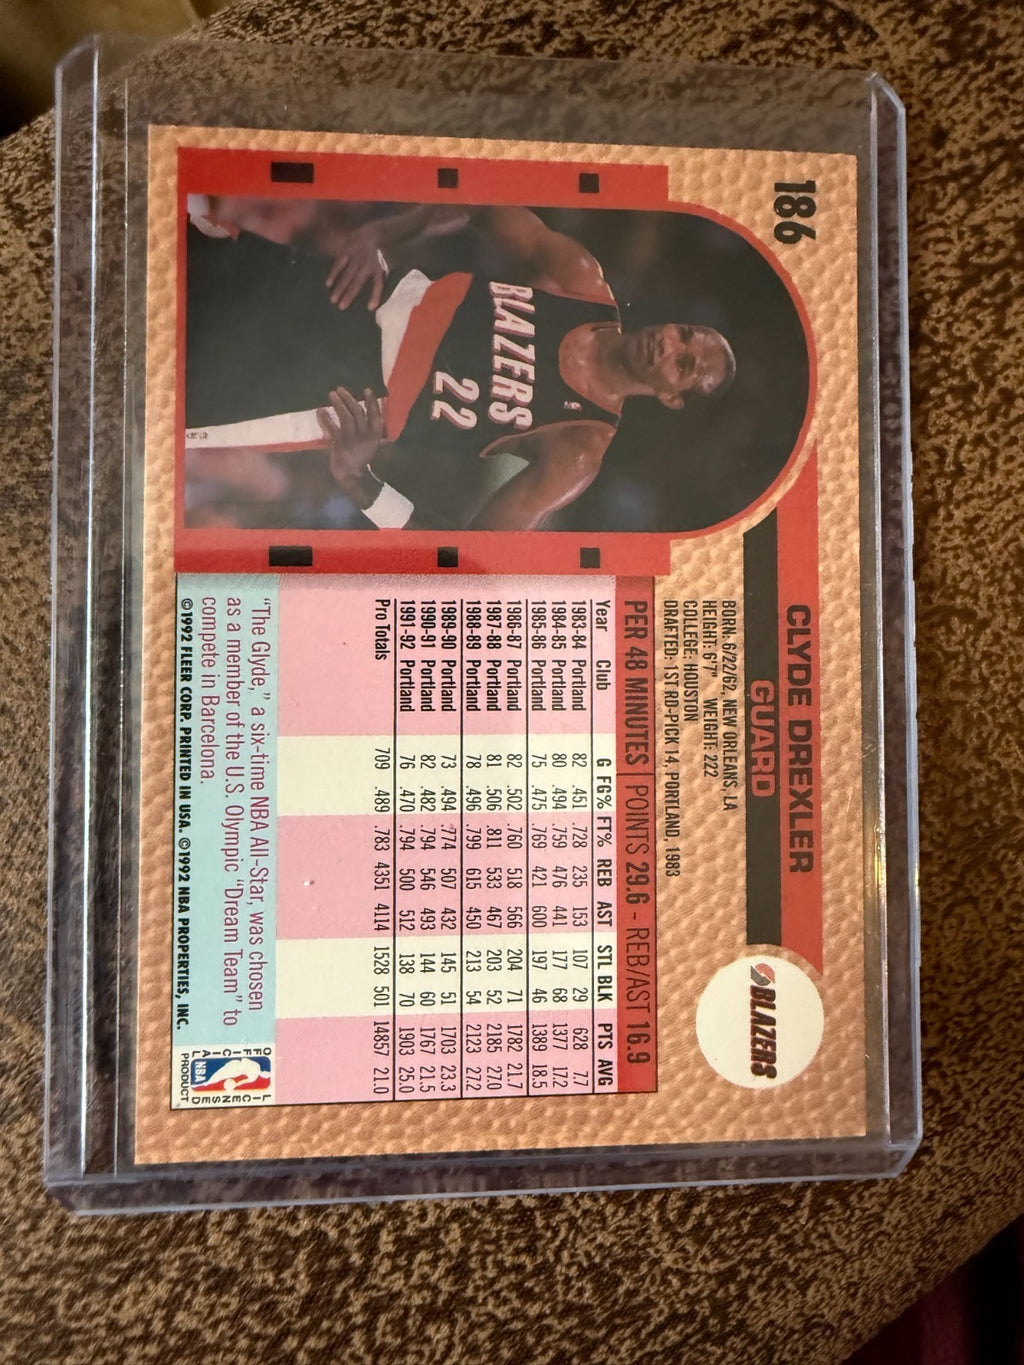 186
CLYDE DREXLER
GUARD
BLAZERS
BORN: 6/22/62, NEW ORLEANS, LA
HEIGHT: 6'7" WEIGHT: 222
COLLEGE: HOUSTON
DRAFTED: 1ST RD-PICK 14, PORTLAND, 1983
BLAZERS
22
PER 48 MINUTES | POINTS 29.6 - REB/AST 16.9
Year Club G FG% FT% REB AST STL BLK PTS AVG
1983-84 Portland 82 .451 .728 235 153 107 29 628 7.7
1984-85 Portland 80 .494 .759 476 441 177 68 1377 17.2
1985-86 Portland 75 .475 .769 421 600 197 46 1389 18.5
1986-87 Portland 82 .502 .760 518 566 204 71 1782 21.7
1987-88 Portland 81 .506 .811 533 467 203 52 2185 27.0
1988-89 Portland 78 .496 .799 615 450 213 54 2123 27.2
1989-90 Portland 73 .494 .774 507 432 145 51 1703 23.3
1990-91 Portland 82 .482 .794 546 493 144 60 1767 21.5
1991-92 Portland 76 .470 .794 500 512 138 70 1903 25.0
Pro Totals 709 .489 .783 4351 4114 1528 501 14857 21.0
"The Glyde," a six-time NBA All-Star, was chosen
as a member of the U.S. Olympic "Dream Team" to
compete in Barcelona.
©1992 FLEER CORP. PRINTED IN USA. ©1992 NBA PROPERTIES, INC.
OFFICIAL
LICENSED
NBA
PRODUCT